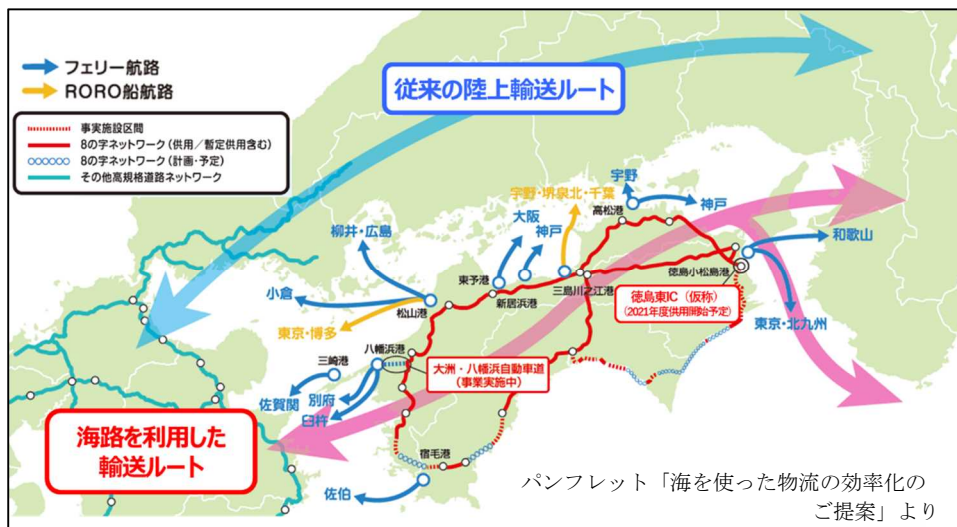 フェリー航路
RORO船航路
事実施設区間
8の字ネットワーク(供用/暫定供用含む)
8の字ネットワーク(計画・予定)
その他高規格道路ネットワーク
従来の陸上輸送ルート
宇野
宇野・堺泉北・千葉
神戸
高松港
大阪
神戸
柳井・広島
和歌山
東予港
徳島小松島港
小倉
新居浜港
三島川之江港
徳島東IC(仮称)
(2021年度供用開始予定)
松山港
東京・博多
東京・北九州
八幡浜港
三崎港
大洲・八幡浜自動車道
(事業実施中)
佐賀関
別府
臼杵
海路を利用した
輸送ルート
宿毛港
佐伯
パンフレット「海を使った物流の効率化の
ご提案」より